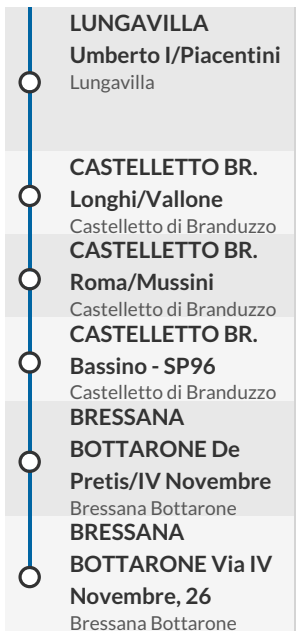 LUNGAVILLA
Umberto I/Piacentini
Lungavilla
CASTELLETTO BR.
Longhi/Vallone
Castelletto di Branduzzo
CASTELLETTO BR.
Roma/Mussini
Castelletto di Branduzzo
CASTELLETTO BR.
Bassino - SP96
Castelletto di Branduzzo
BRESSANA
BOTTARONE De
Pretis/IV Novembre
Bressana Bottarone
BRESSANA
BOTTARONE Via IV
Novembre, 26
Bressana Bottarone